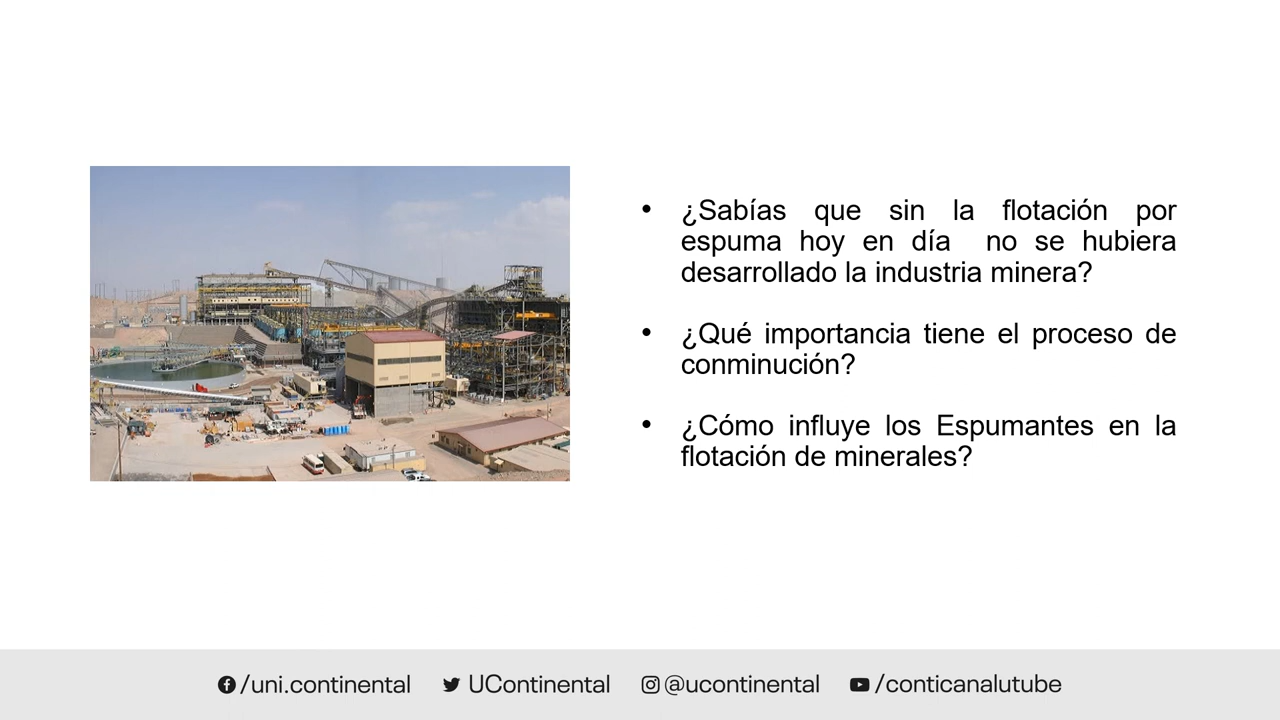 • ¿Sabías que sin la flotación por
espuma hoy en día no se hubiera
desarrollado la industria minera?
• ¿Qué importancia tiene el proceso de
conminución?
• ¿Cómo influye los Espumantes en la
flotación de minerales?
/uni.continental UContinental @ucontinental /conticanalutube